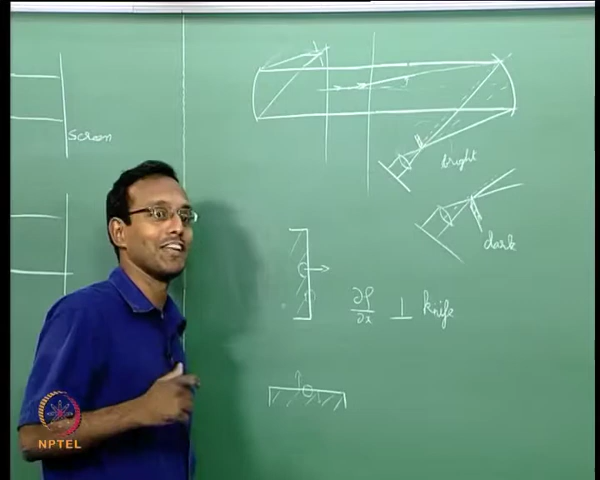 Screen
bright
dark
∂ρ/∂x ⊥ knife
NPTEL